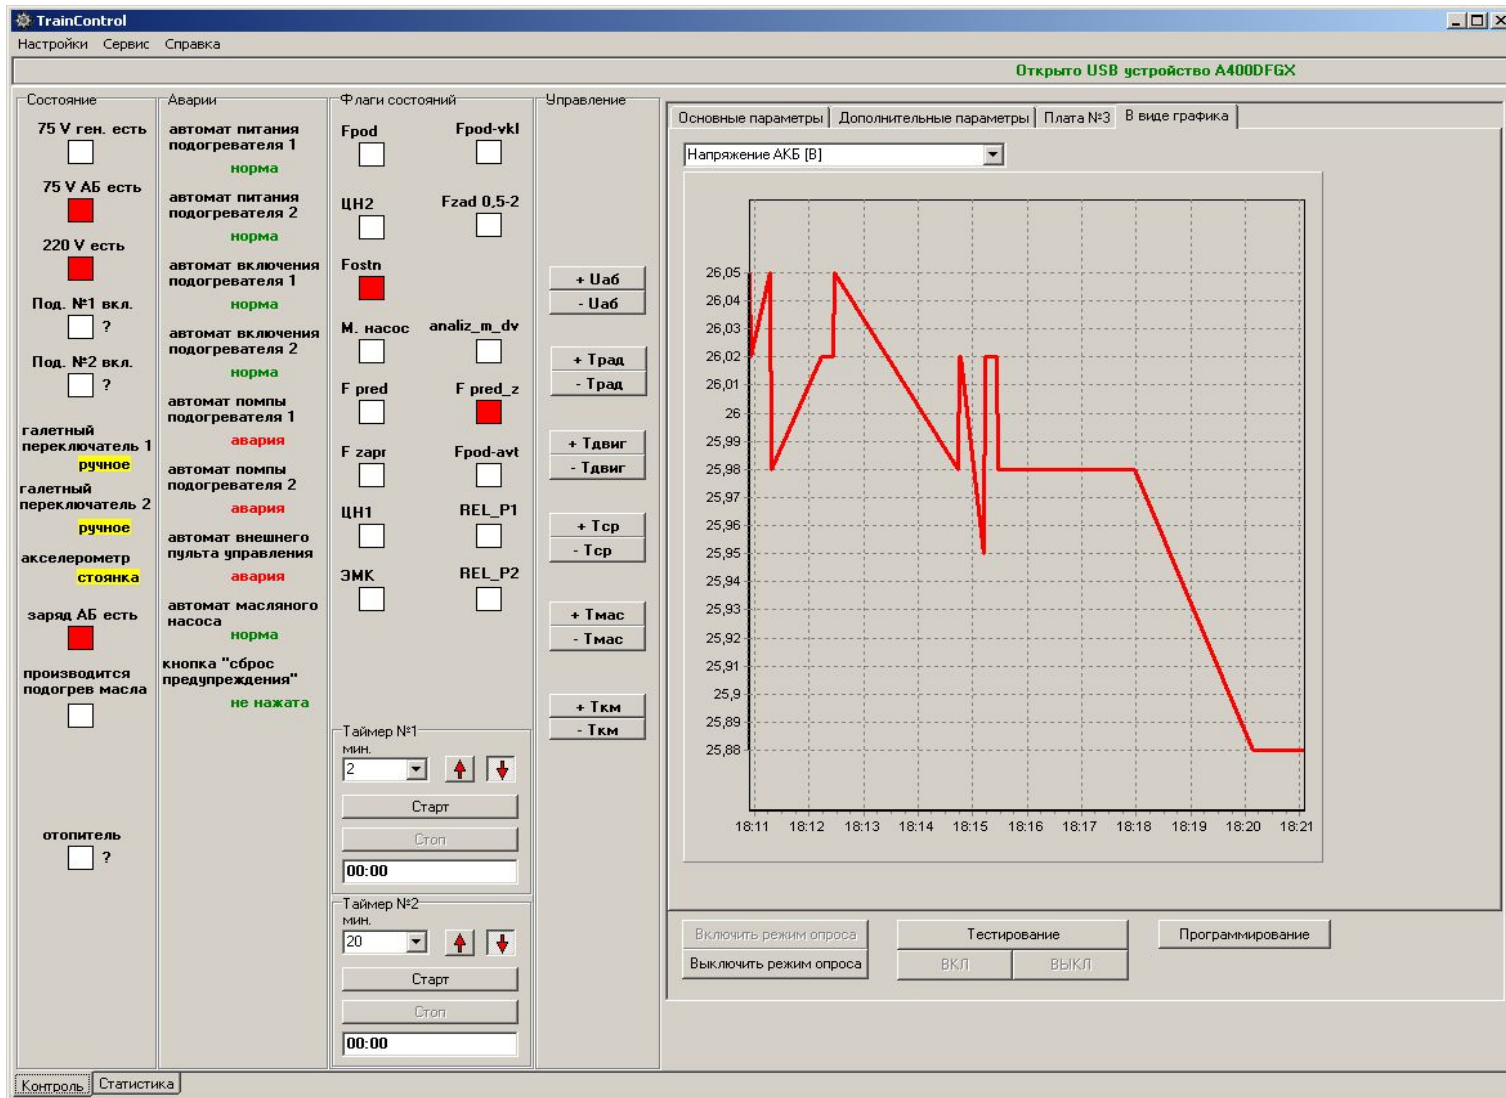 TrainControl
Настройки Сервис Справка
Открыто USB устройство A400DFGX
Состояние
75 V ген. есть
75 V АБ есть
220 V есть
Под. №1 вкл.
?
Под. №2 вкл.
?
галетный
переключатель 1
ручное
галетный
переключатель 2
ручное
акселерометр
стоянка
заряд АБ есть
производится
подогрев масла
отопитель
?
Аварии
автомат питания
подогревателя 1
норма
автомат питания
подогревателя 2
норма
автомат включения
подогревателя 1
норма
автомат включения
подогревателя 2
норма
автомат помпы
подогревателя 1
авария
автомат помпы
подогревателя 2
авария
автомат внешнего
пульта управления
авария
автомат масляного
насоса
норма
кнопка "сброс
предупреждения"
не нажата
Флаги состояний
Fpod Fpod-vkl
ЦН2 Fzad 0,5-2
Fostn
М. насос analiz_m_dv
F pred F pred_z
F zapr Fpod-avt
ЦН1 REL_P1
ЭМК REL_P2
Таймер №1
мин.
2
Старт
Стоп
00:00
Таймер №2
мин.
20
Старт
Стоп
00:00
Управление
+ Uаб
- Uаб
+ Tрад
- Tрад
+ Tдвиг
- Tдвиг
+ Tср
- Tср
+ Tмас
- Tмас
+ Tкм
- Tкм
Основные параметры Дополнительные параметры Плата №3 В виде графика
Напряжение АКБ [В]
26,05
26,04
26,03
26,02
26,01
26
25,99
25,98
25,97
25,96
25,95
25,94
25,93
25,92
25,91
25,9
25,89
25,88
18:11 18:12 18:13 18:14 18:15 18:16 18:17 18:18 18:19 18:20 18:21
Включить режим опроса
Выключить режим опроса
Тестирование
ВКЛ ВЫКЛ
Программирование
Контроль Статистика